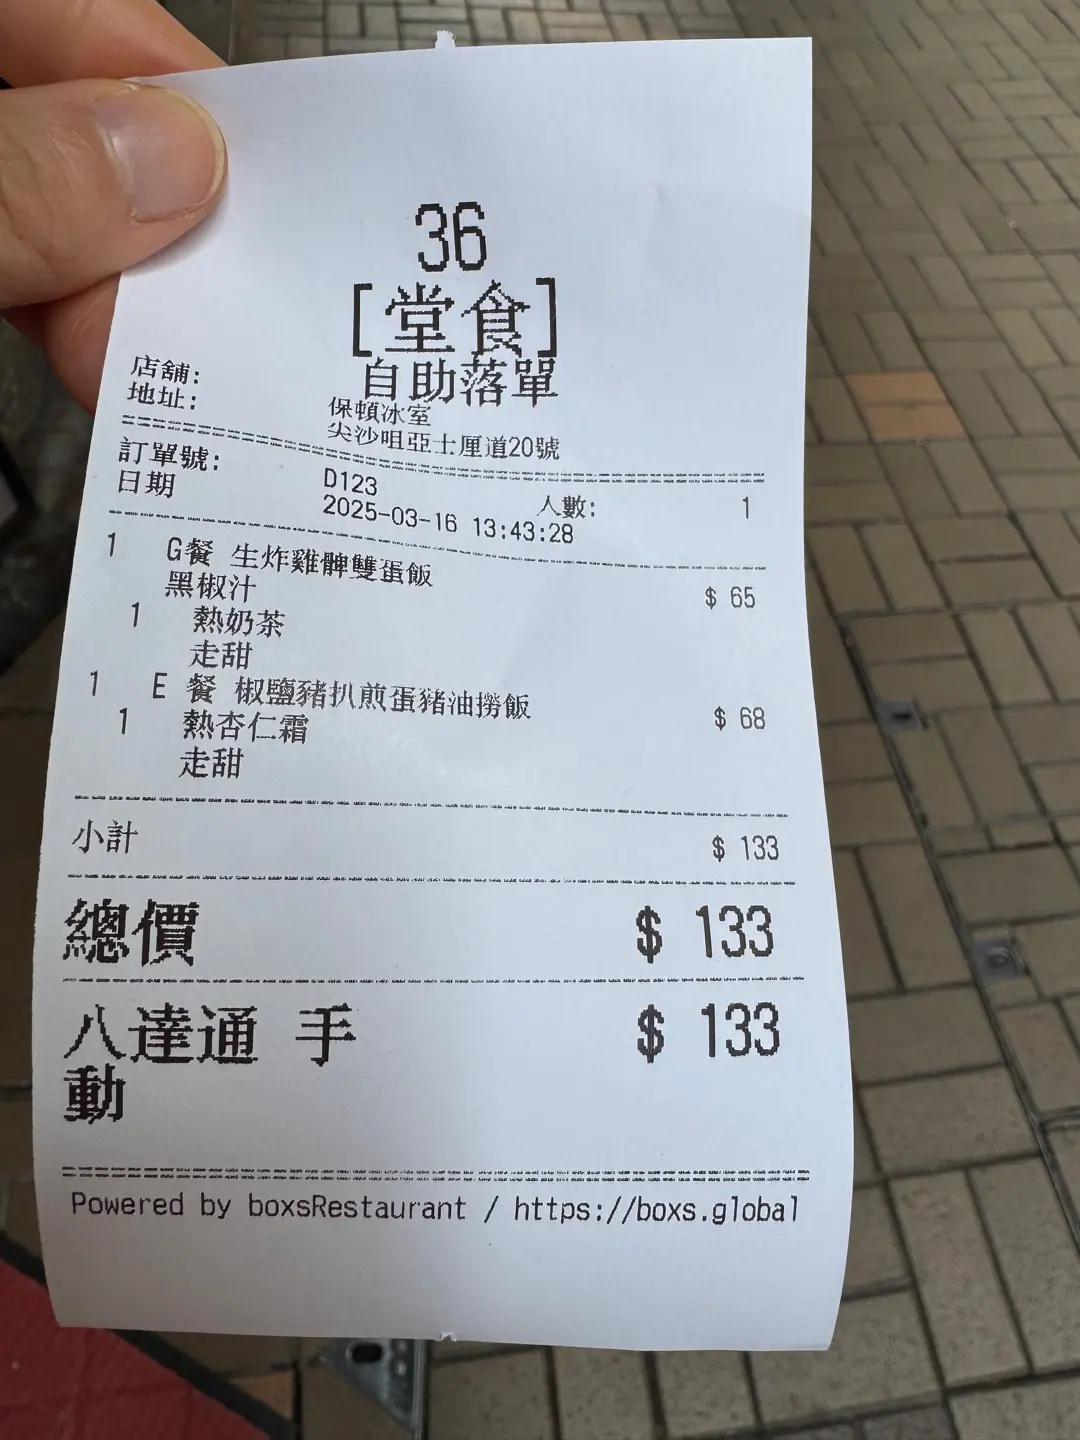 36
[堂食]
自助落單
店舖: 保頓冰室
地址: 尖沙咀亞士厘道20號
訂單號: D123 人數: 1
日期 2025-03-16 13:43:28
1 G餐 生炸雞髀雙蛋飯 $ 65
黑椒汁
1 熱奶茶
走甜
1 E 餐 椒鹽豬扒煎蛋豬油撈飯 $ 68
1 熱杏仁霜
走甜
小計 $ 133
總價 $ 133
八達通 手 $ 133
動
Powered by boxsRestaurant / https://boxs.global